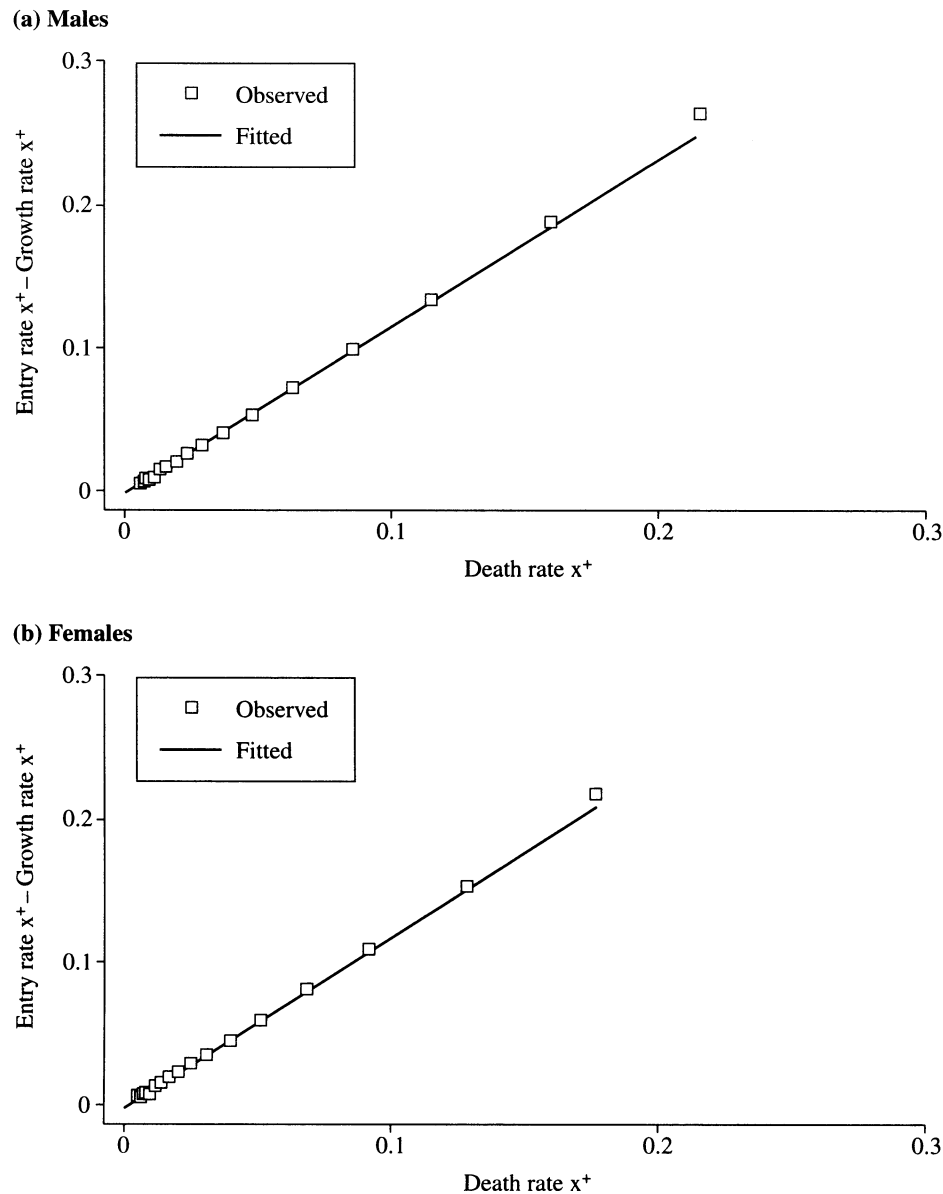 (a) Males
0.3
Observed
Fitted
0.2
0.1
0
Entry rate x⁺ – Growth rate x⁺
0 0.1 0.2 0.3
Death rate x⁺
(b) Females
0.3
Observed
Fitted
0.2
0.1
0
Entry rate x⁺ – Growth rate x⁺
0 0.1 0.2 0.3
Death rate x⁺